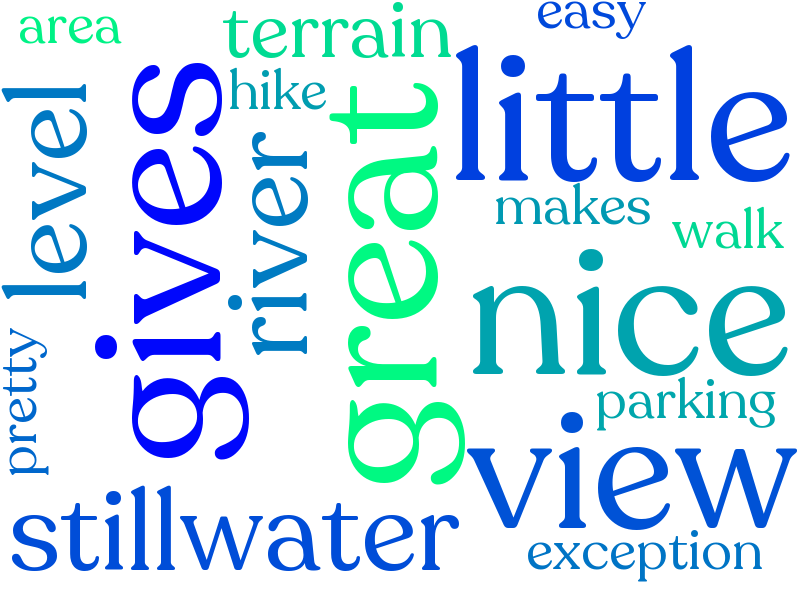 area
terrain
easy
hike
little
level
gives
river
great
makes
walk
nice
pretty
parking
view
stillwater
exception